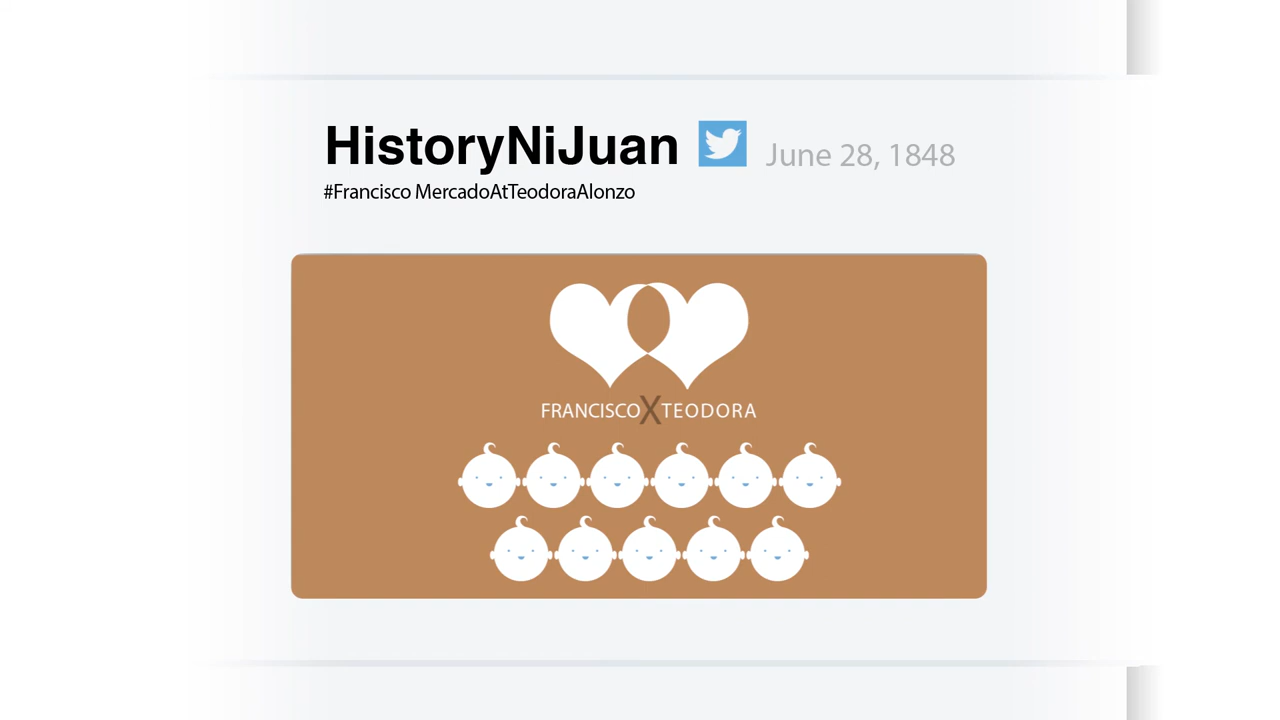 HistoryNiJuan June 28, 1848
#Francisco MercadoAtTeodoraAlonzo
FRANCISCO X TEODORA